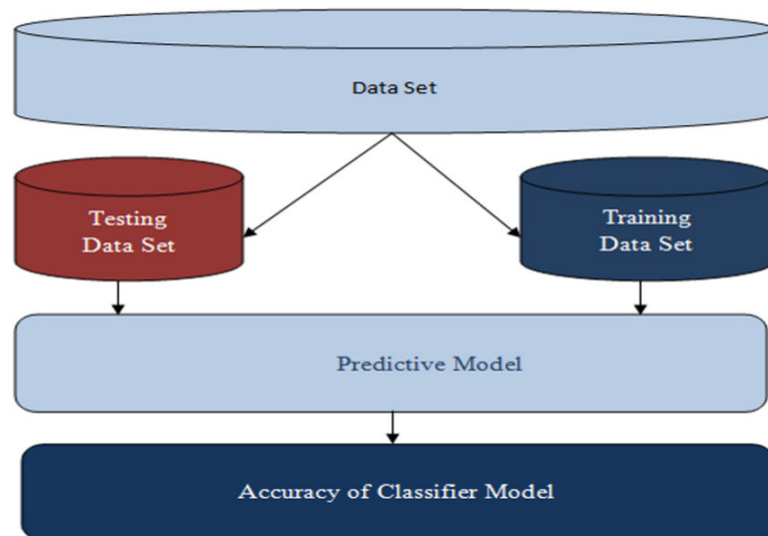 Data Set
Testing
Data Set
Training
Data Set
Predictive Model
Accuracy of Classifier Model